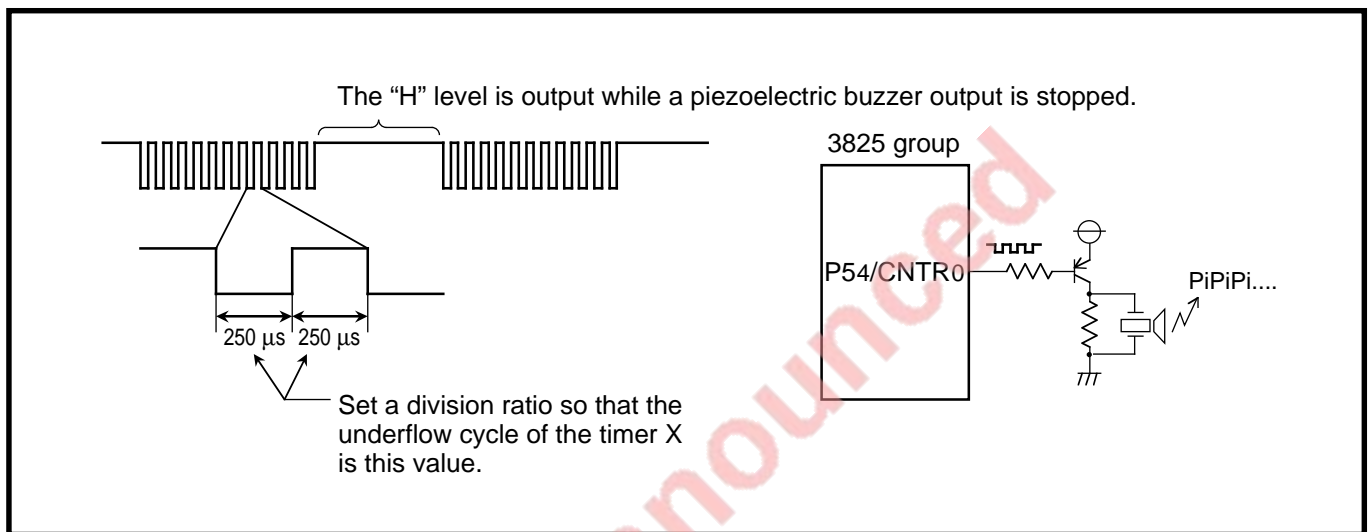 The “H” level is output while a piezoelectric buzzer output is stopped.
3825 group
P54/CNTR0
PiPiPi....
250 μs 250 μs
Set a division ratio so that the
underflow cycle of the timer X
is this value.
nounced